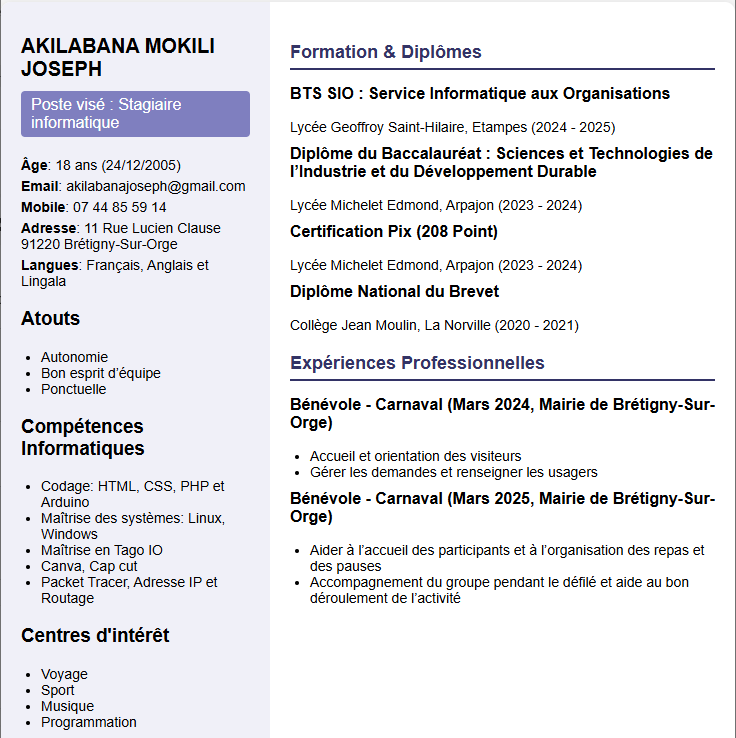 AKILABANA MOKILI
JOSEPH
Poste visé : Stagiaire
informatique
Âge: 18 ans (24/12/2005)
Email: akilabanajoseph@gmail.com
Mobile: 07 44 85 59 14
Adresse: 11 Rue Lucien Clause
91220 Brétigny-Sur-Orge
Langues: Français, Anglais et
Lingala
Atouts
• Autonomie
• Bon esprit d’équipe
• Ponctuelle
Compétences
Informatiques
• Codage: HTML, CSS, PHP et
Arduino
• Maîtrise des systèmes: Linux,
Windows
• Maîtrise en Tago IO
• Canva, Cap cut
• Packet Tracer, Adresse IP et
Routage
Centres d'intérêt
• Voyage
• Sport
• Musique
• Programmation
Formation & Diplômes
BTS SIO : Service Informatique aux Organisations
Lycée Geoffroy Saint-Hilaire, Etampes (2024 - 2025)
Diplôme du Baccalauréat : Sciences et Technologies de
l’Industrie et du Développement Durable
Lycée Michelet Edmond, Arpajon (2023 - 2024)
Certification Pix (208 Point)
Lycée Michelet Edmond, Arpajon (2023 - 2024)
Diplôme National du Brevet
Collège Jean Moulin, La Norville (2020 - 2021)
Expériences Professionnelles
Bénévole - Carnaval (Mars 2024, Mairie de Brétigny-Sur-
Orge)
• Accueil et orientation des visiteurs
• Gérer les demandes et renseigner les usagers
Bénévole - Carnaval (Mars 2025, Mairie de Brétigny-Sur-
Orge)
• Aider à l’accueil des participants et à l’organisation des repas et
des pauses
• Accompagnement du groupe pendant le défilé et aide au bon
déroulement de l’activité